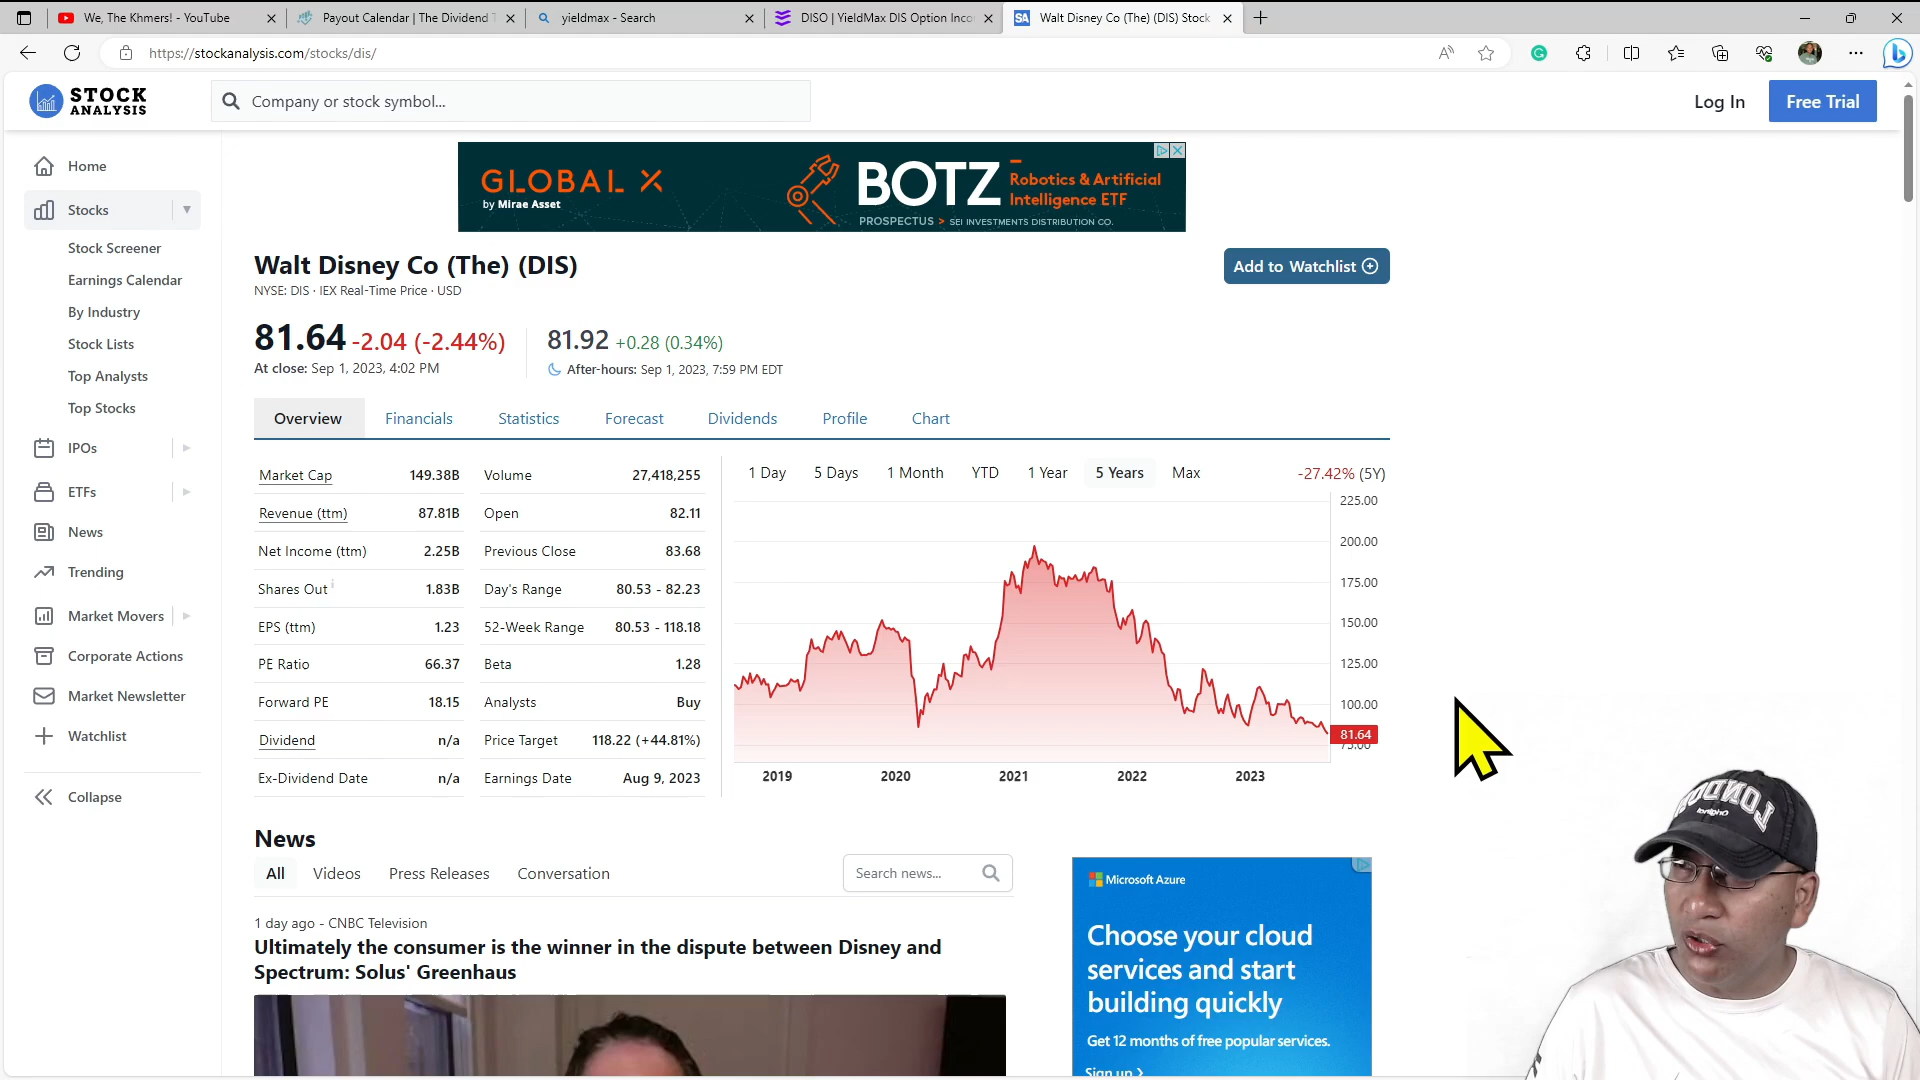 We, The Khmers! - YouTube
Payout Calendar | The Dividend T
yieldmax - Search
DISO | YieldMax DIS Option Inco
SA
Walt Disney Co (The) (DIS) Stock
https://stockanalysis.com/stocks/dis/
STOCK
ANALYSIS
Company or stock symbol...
Log In
Free Trial
Home
Stocks
Stock Screener
Earnings Calendar
By Industry
Stock Lists
Top Analysts
Top Stocks
IPOs
ETFs
News
Trending
Market Movers
Corporate Actions
Market Newsletter
Watchlist
Collapse
GLOBAL X
by Mirae Asset
BOTZ
Robotics & Artificial
Intelligence ETF
PROSPECTUS > SEI INVESTMENTS DISTRIBUTION CO.
Walt Disney Co (The) (DIS)
NYSE: DIS · IEX Real-Time Price · USD
Add to Watchlist
81.64 -2.04 (-2.44%)
At close: Sep 1, 2023, 4:02 PM
81.92 +0.28 (0.34%)
After-hours: Sep 1, 2023, 7:59 PM EDT
Overview Financials Statistics Forecast Dividends Profile Chart
Market Cap 149.38B
Revenue (ttm) 87.81B
Net Income (ttm) 2.25B
Shares Out 1.83B
EPS (ttm) 1.23
PE Ratio 66.37
Forward PE 18.15
Dividend n/a
Ex-Dividend Date n/a
Volume 27,418,255
Open 82.11
Previous Close 83.68
Day's Range 80.53 - 82.23
52-Week Range 80.53 - 118.18
Beta 1.28
Analysts Buy
Price Target 118.22 (+44.81%)
Earnings Date Aug 9, 2023
1 Day 5 Days 1 Month YTD 1 Year 5 Years Max
-27.42% (5Y)
225.00
200.00
175.00
150.00
125.00
100.00
81.64
75.00
2019 2020 2021 2022 2023
News
All Videos Press Releases Conversation
Search news...
1 day ago - CNBC Television
Ultimately the consumer is the winner in the dispute between Disney and
Spectrum: Solus' Greenhaus
Microsoft Azure
Choose your cloud
services and start
building quickly
Get 12 months of free popular services.
Sign up >
LONDON